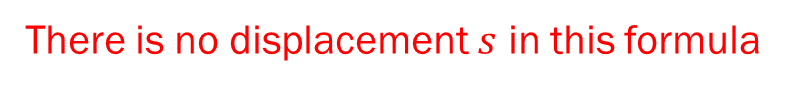 There is no displacement s in this formula